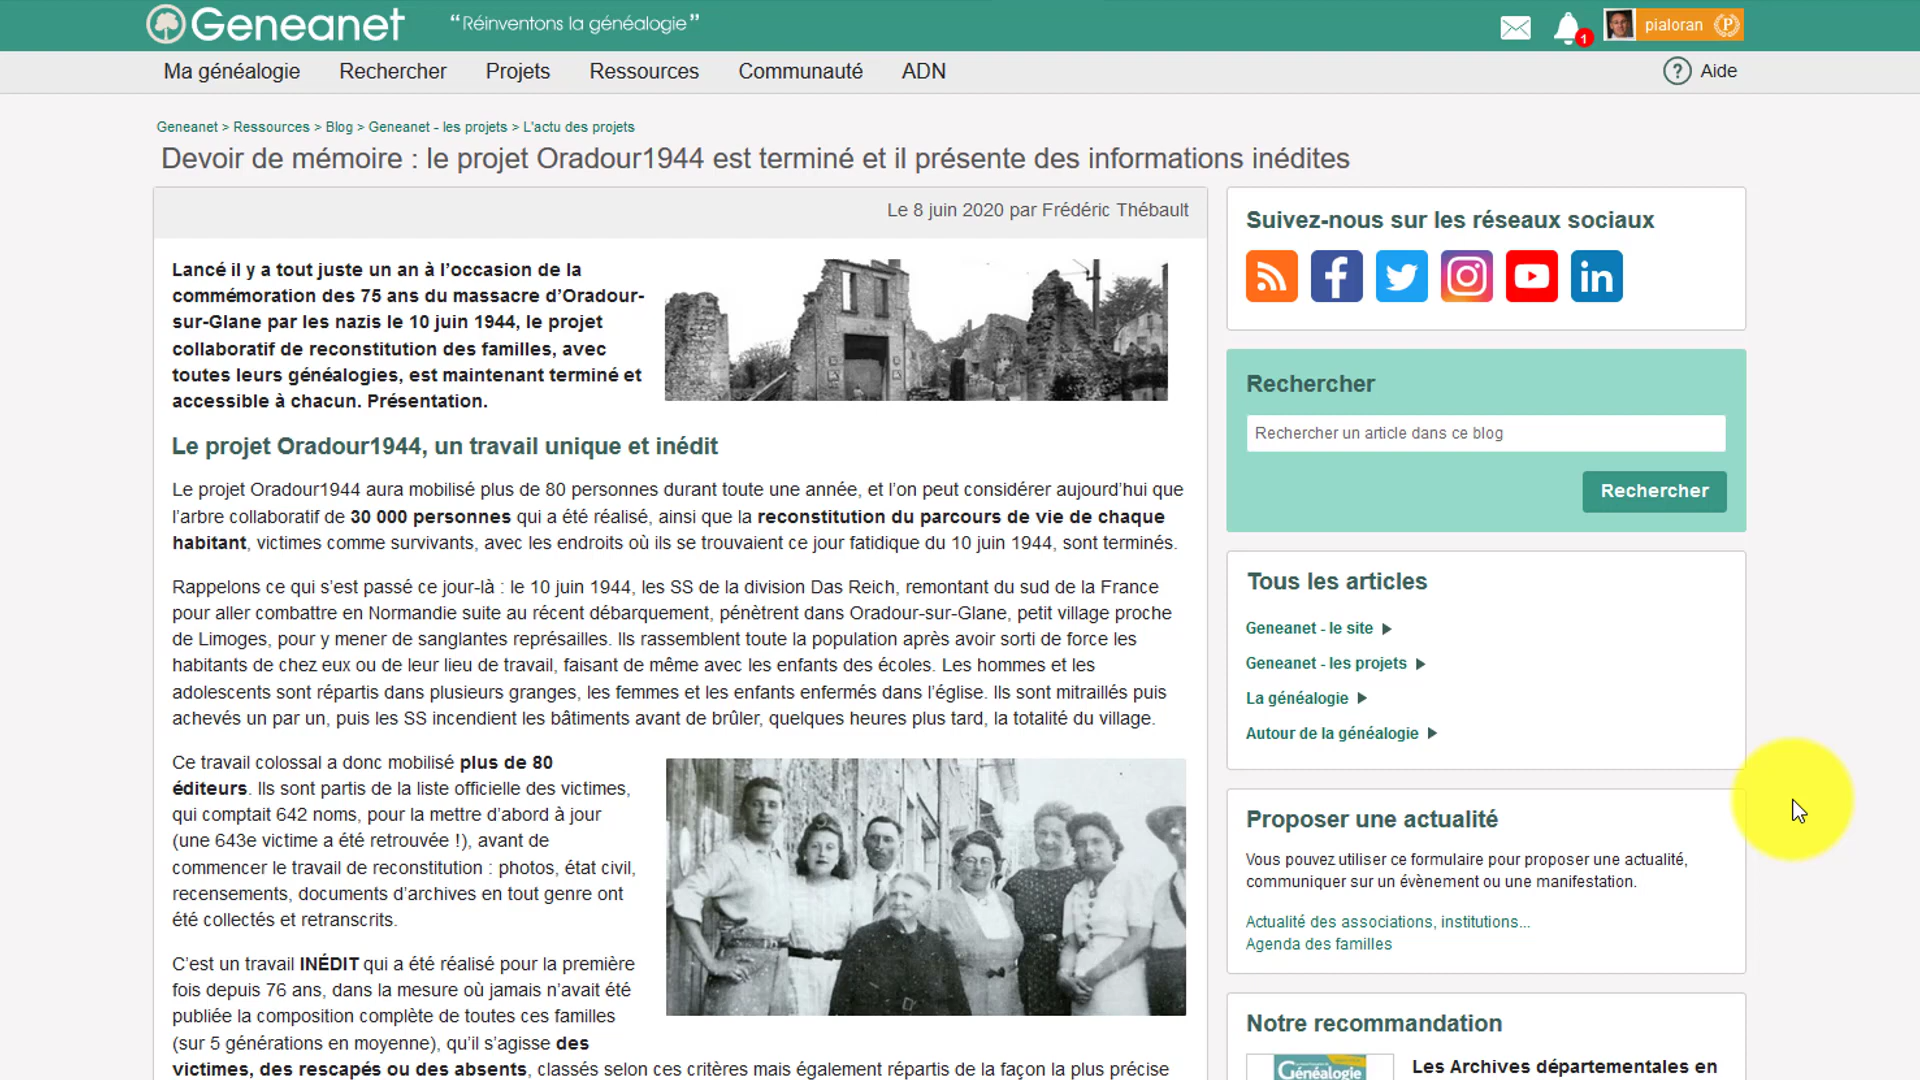 Geneanet
“Réinventons la généalogie”
1
pialoran
P
Ma généalogie
Rechercher
Projets
Ressources
Communauté
ADN
? Aide
Geneanet > Ressources > Blog > Geneanet - les projets > L'actu des projets
Devoir de mémoire : le projet Oradour1944 est terminé et il présente des informations inédites
Le 8 juin 2020 par Frédéric Thébault
Lancé il y a tout juste un an à l’occasion de la
commémoration des 75 ans du massacre d’Oradour-
sur-Glane par les nazis le 10 juin 1944, le projet
collaboratif de reconstitution des familles, avec
toutes leurs généalogies, est maintenant terminé et
accessible à chacun. Présentation.
Le projet Oradour1944, un travail unique et inédit
Le projet Oradour1944 aura mobilisé plus de 80 personnes durant toute une année, et l’on peut considérer aujourd’hui que
l’arbre collaboratif de 30 000 personnes qui a été réalisé, ainsi que la reconstitution du parcours de vie de chaque
habitant, victimes comme survivants, avec les endroits où ils se trouvaient ce jour fatidique du 10 juin 1944, sont terminés.
Rappelons ce qui s’est passé ce jour-là : le 10 juin 1944, les SS de la division Das Reich, remontant du sud de la France
pour aller combattre en Normandie suite au récent débarquement, pénètrent dans Oradour-sur-Glane, petit village proche
de Limoges, pour y mener de sanglantes représailles. Ils rassemblent toute la population après avoir sorti de force les
habitants de chez eux ou de leur lieu de travail, faisant de même avec les enfants des écoles. Les hommes et les
adolescents sont répartis dans plusieurs granges, les femmes et les enfants enfermés dans l’église. Ils sont mitraillés puis
achevés un par un, puis les SS incendient les bâtiments avant de brûler, quelques heures plus tard, la totalité du village.
Ce travail colossal a donc mobilisé plus de 80
éditeurs. Ils sont partis de la liste officielle des victimes,
qui comptait 642 noms, pour la mettre d’abord à jour
(une 643e victime a été retrouvée !), avant de
commencer le travail de reconstitution : photos, état civil,
recensements, documents d’archives en tout genre ont
été collectés et retranscrits.
C’est un travail INÉDIT qui a été réalisé pour la première
fois depuis 76 ans, dans la mesure où jamais n’avait été
publiée la composition complète de toutes ces familles
(sur 5 générations en moyenne), qu’il s’agisse des
victimes, des rescapés ou des absents, classés selon ces critères mais également répartis de la façon la plus précise
Suivez-nous sur les réseaux sociaux
f
in
Rechercher
Rechercher un article dans ce blog
Rechercher
Tous les articles
Geneanet - le site
Geneanet - les projets
La généalogie
Autour de la généalogie
Proposer une actualité
Vous pouvez utiliser ce formulaire pour proposer une actualité,
communiquer sur un évènement ou une manifestation.
Actualité des associations, institutions...
Agenda des familles
Notre recommandation
Généalogie
Les Archives départementales en